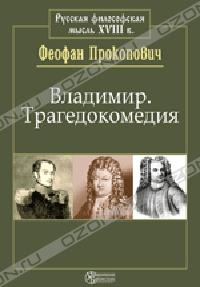 Русская философская
мысль XVIII в.
Феофан Прокопович
Владимир.
Трагедокомедия